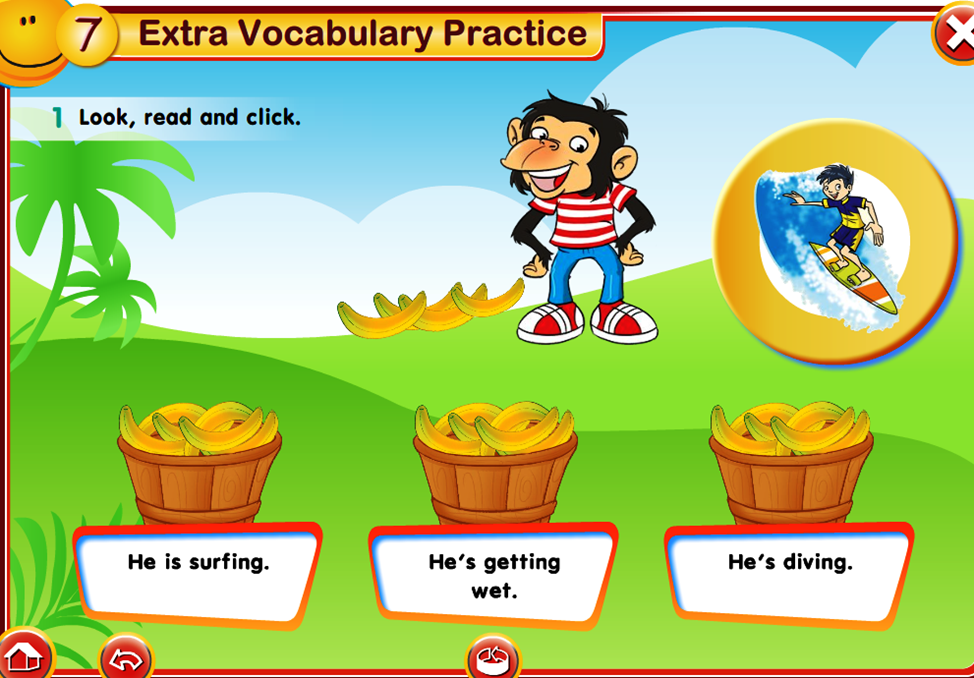 7 Extra Vocabulary Practice
1 Look, read and click.
He is surfing.
He's getting
wet.
He's diving.